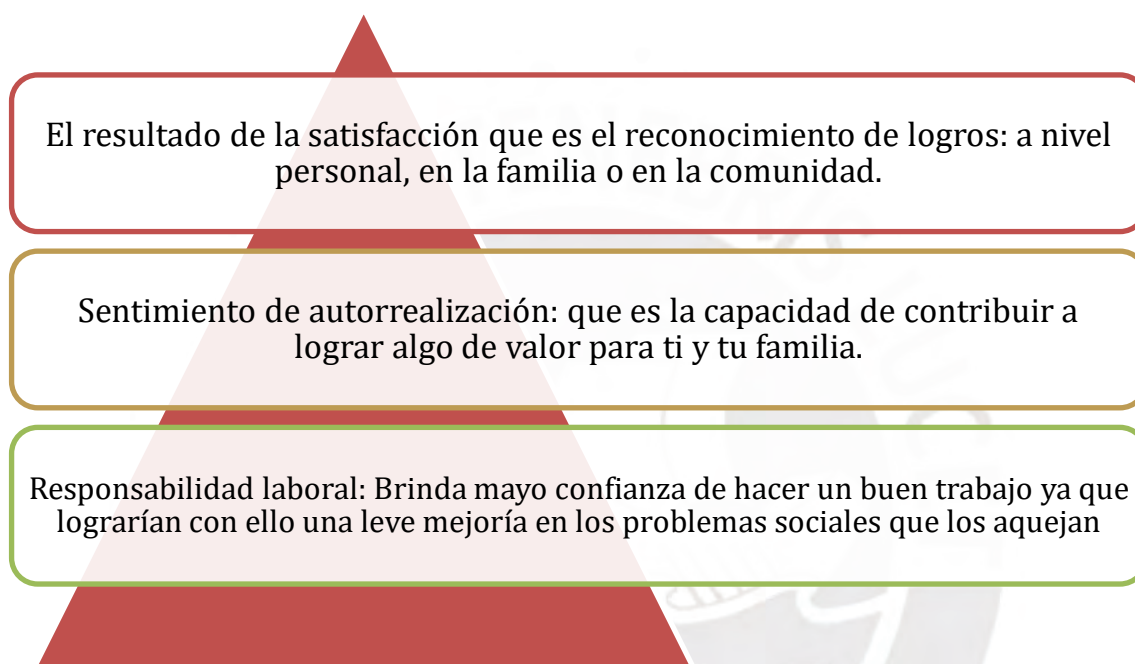 El resultado de la satisfacción que es el reconocimiento de logros: a nivel
personal, en la familia o en la comunidad.
Sentimiento de autorrealización: que es la capacidad de contribuir a
lograr algo de valor para ti y tu familia.
Responsabilidad laboral: Brinda mayo confianza de hacer un buen trabajo ya que
lograrían con ello una leve mejoría en los problemas sociales que los aquejan